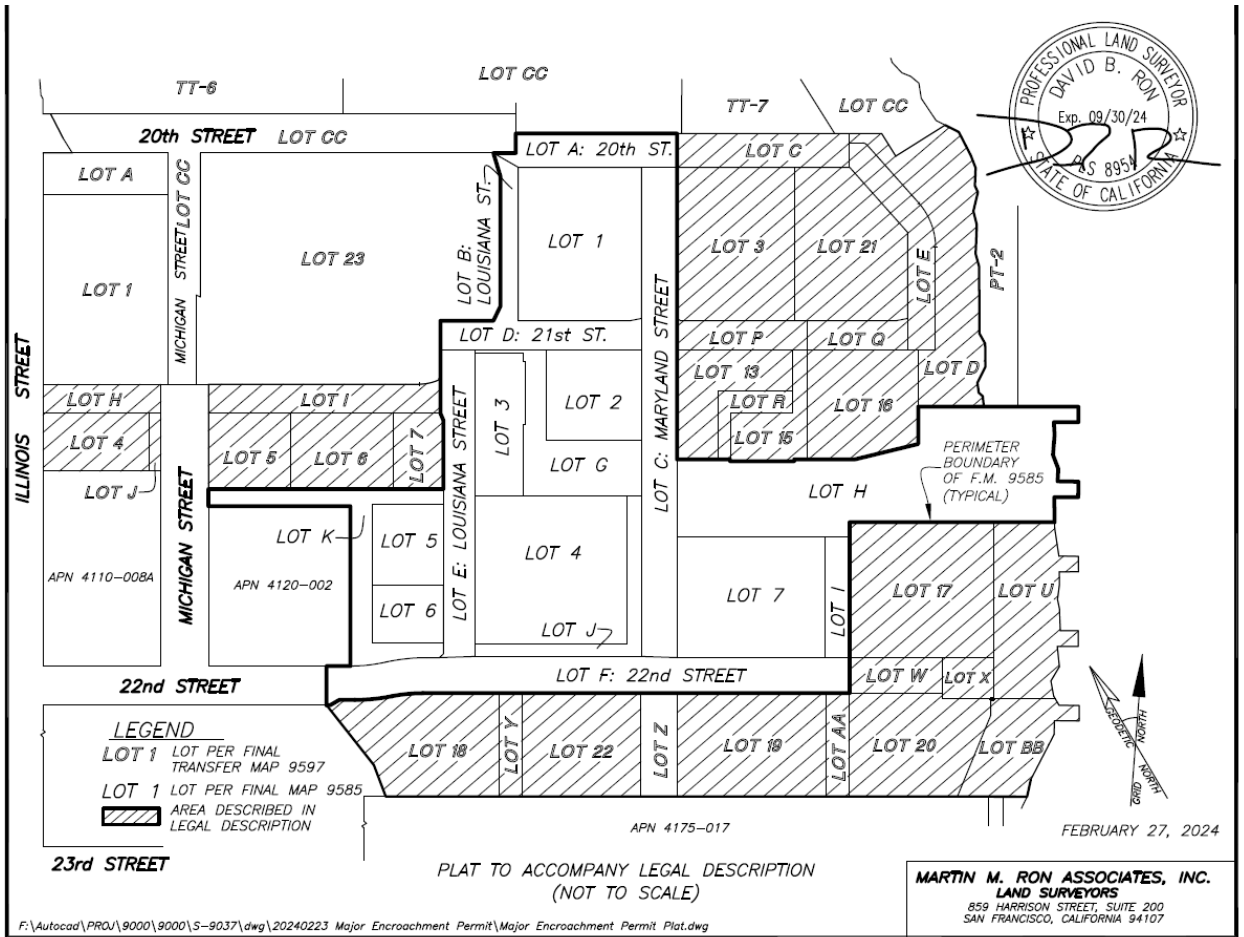 LOT CC
TT-6
TT-7
LOT CC
20th STREET
LOT CC
LOT A: 20th ST.
LOT C
LOT A
LOT CC
MICHIGAN STREET
LOT 23
LOT B:
LOUISIANA ST.
LOT 1
LOT 3
LOT 21
LOT E
PT-2
LOT 1
ILLINOIS STREET
LOT D: 21st ST.
LOT C: MARYLAND STREET
LOT P
LOT Q
LOT H
LOT I
LOT 3
LOT 2
LOT 13
LOT R
LOT 15
LOT 16
LOT D
LOT 4
LOT 5
LOT 6
LOT 7
LOT E: LOUISIANA STREET
LOT G
LOT J
LOT H
PERIMETER
BOUNDARY
OF F.M. 9585
(TYPICAL)
MICHIGAN STREET
LOT K
LOT 5
LOT 4
APN 4110-008A
APN 4120-002
LOT 6
LOT J
LOT 7
LOT I
LOT 17
LOT U
22nd STREET
LOT F: 22nd STREET
LOT W
LOT X
LOT 18
LOT Y
LOT 22
LOT Z
LOT 19
LOT AA
LOT 20
LOT BB
GEODETIC NORTH
GRID NORTH
LEGEND
LOT 1 LOT PER FINAL
TRANSFER MAP 9597
LOT 1 LOT PER FINAL MAP 9585
AREA DESCRIBED IN
LEGAL DESCRIPTION
23rd STREET
APN 4175-017
FEBRUARY 27, 2024
PLAT TO ACCOMPANY LEGAL DESCRIPTION
(NOT TO SCALE)
PROFESSIONAL LAND SURVEYOR
DAVID B. RON
Exp. 09/30/24
PLS 8954
STATE OF CALIFORNIA
MARTIN M. RON ASSOCIATES, INC.
LAND SURVEYORS
859 HARRISON STREET, SUITE 200
SAN FRANCISCO, CALIFORNIA 94107
F:\Autocad\PROJ\9000\9000\S-9037\dwg\20240223 Major Encroachment Permit\Major Encroachment Permit Plat.dwg